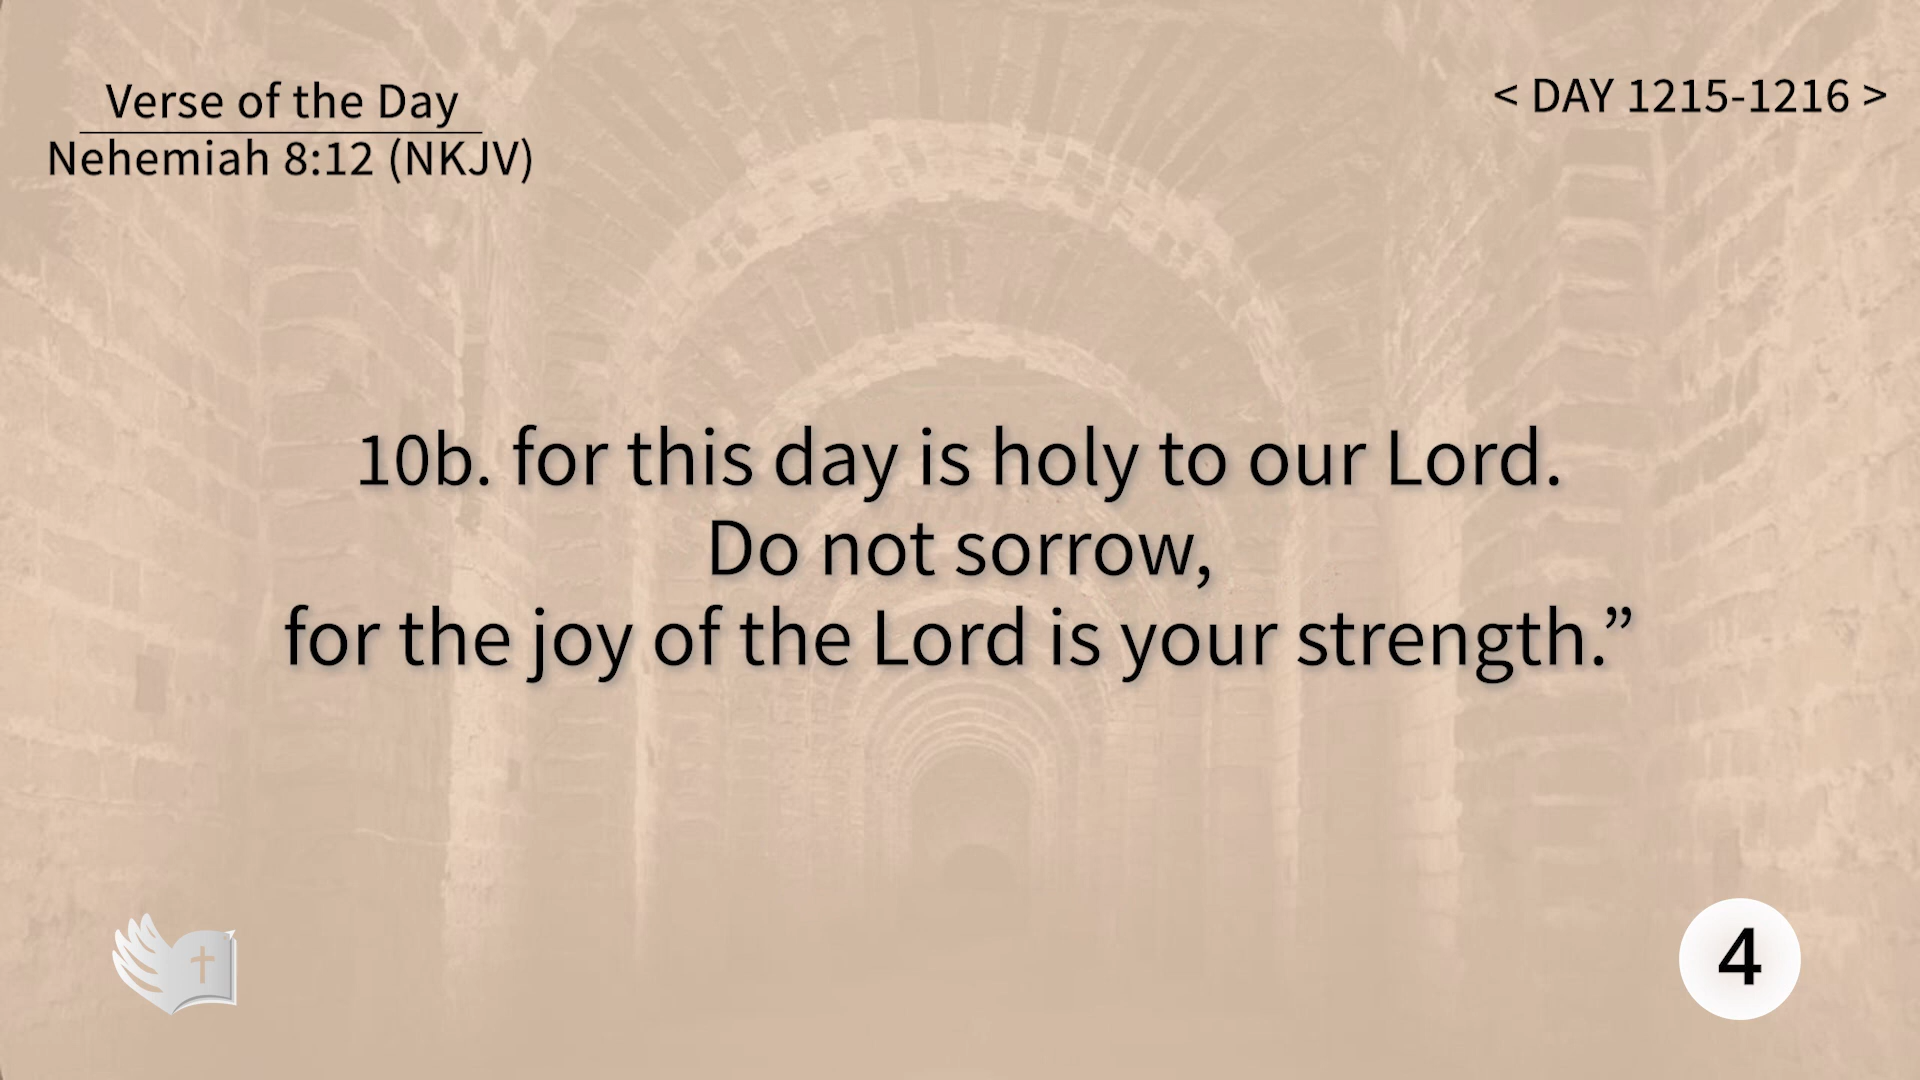 Verse of the Day
Nehemiah 8:12 (NKJV)
< DAY 1215-1216 >
10b. for this day is holy to our Lord.
Do not sorrow,
for the joy of the Lord is your strength.”
4